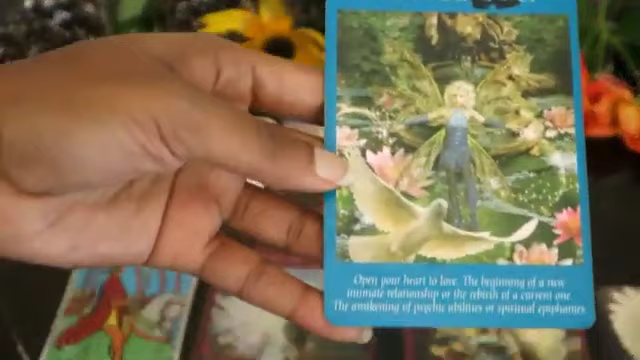 Open your heart to love. The beginning of a new
intimate relationship or the rebirth of a current one
The awakening of psychic abilities or spiritual epiphanies